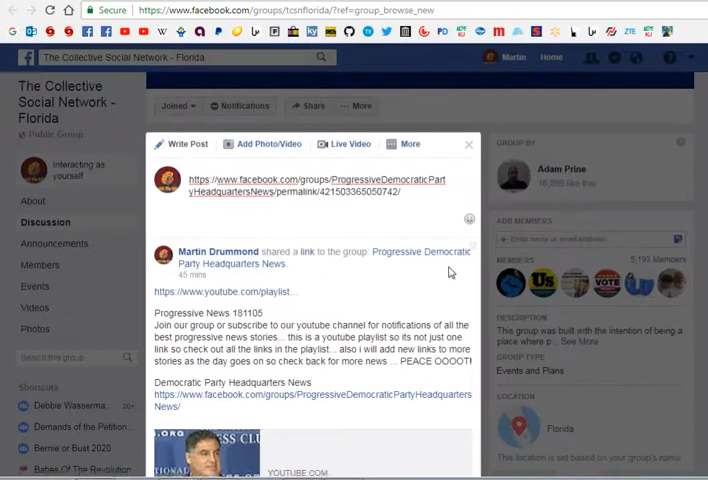 Secure | https://www.facebook.com/groups/tcsnflorida/?ref=group_browse_new
The Collective Social Network - Florida
Martin Home
The Collective
Social Network -
Florida
Public Group
Interacting as
yourself
About
Discussion
Announcements
Members
Events
Videos
Photos
Search this group
Shortcuts
Debbie Wasserma... 20+
Demands of the Petition...
Bernie or Bust 2020
Babes Of The Revolution
Joined Notifications Share ... More
Write Post Add Photo/Video Live Video More
https://www.facebook.com/groups/ProgressiveDemocraticPart
yHeadquartersNews/permalink/421503365050742/
Martin Drummond shared a link to the group: Progressive Democratic
Party Headquarters News.
45 mins
https://www.youtube.com/playlist...
Progressive News 181105
Join our group or subscribe to our youtube channel for notifications of all the
best progressive news stories... this is a youtube playlist so its not just one
link so check out all the links in the playlist... also i will add new links to more
stories as the day goes on so check back for more news ... PEACE OOOOT!
Democratic Party Headquarters News
https://www.facebook.com/groups/ProgressiveDemocraticPartyHeadquarters
News/
.ORG
ESS CLU
YOUTUBE.COM
GROUP BY
Adam Prine
16,899 like this
ADD MEMBERS
+ Enter name or email address...
MEMBERS 5,193 Members
VOTE
DESCRIPTION
This group was built with the intention of being a
place where p... See More
GROUP TYPE
Events and Plans
LOCATION
Florida
This location is set based on your group's name